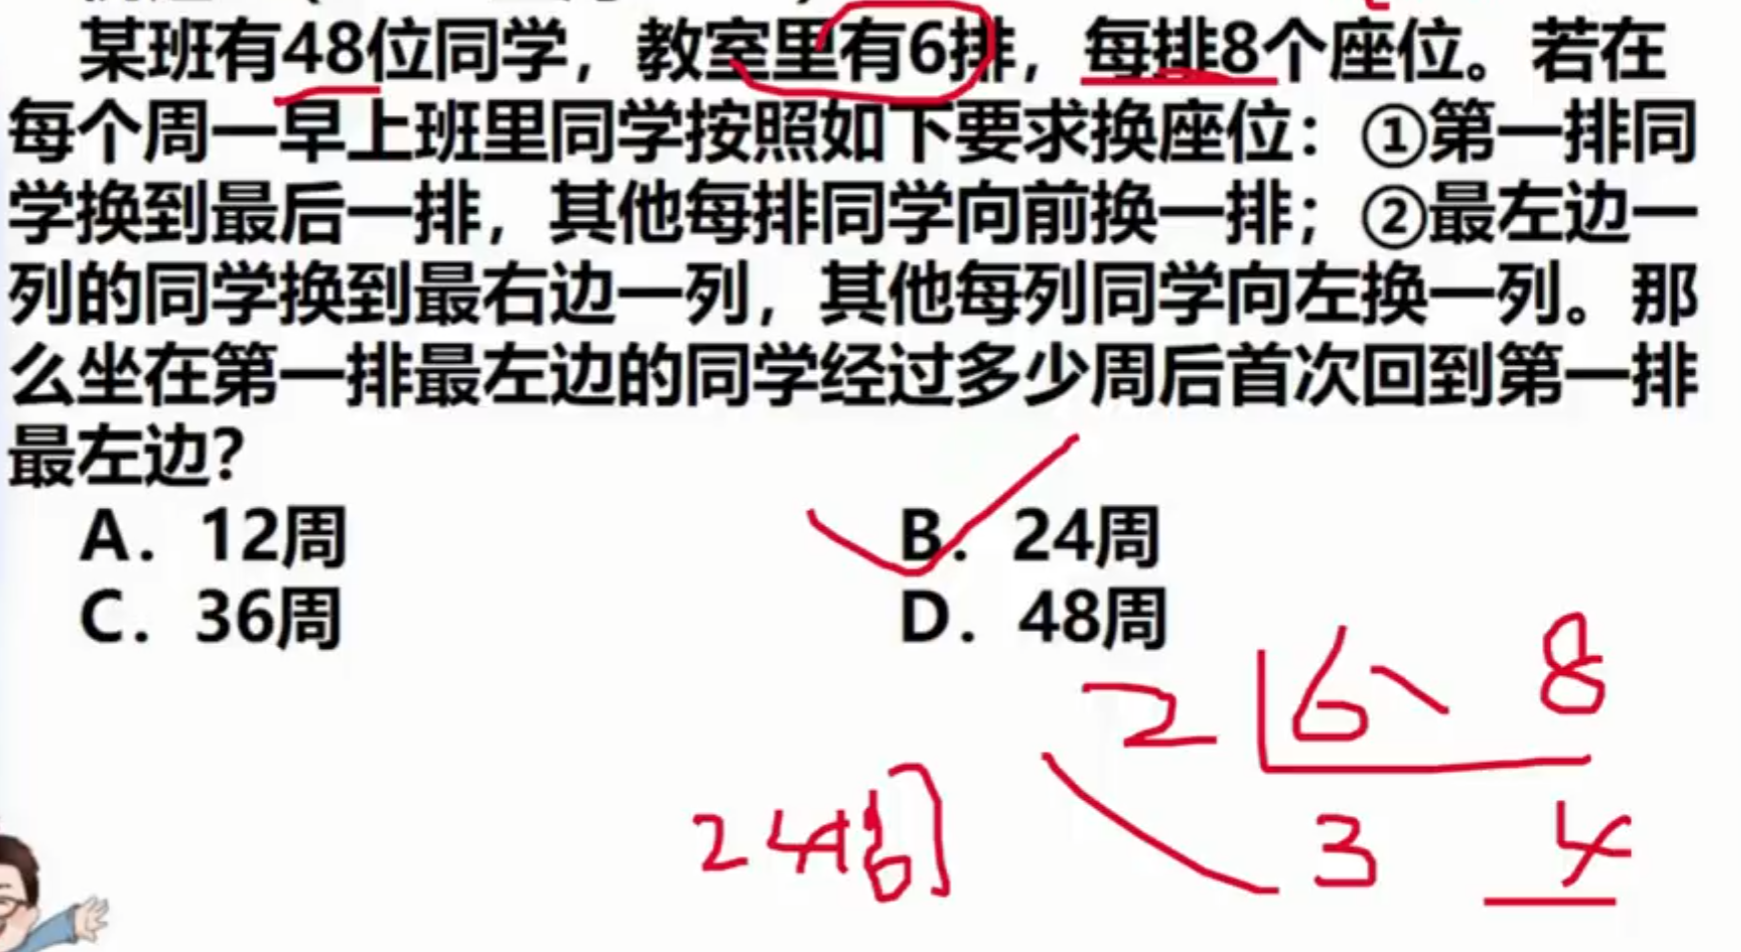 某班有48位同学，教室里有6排，每排8个座位。若在
每个周一早上班里同学按照如下要求换座位：①第一排同
学换到最后一排，其他每排同学向前换一排；②最左边一
列的同学换到最右边一列，其他每列同学向左换一列。那
么坐在第一排最左边的同学经过多少周后首次回到第一排
最左边？
A．12周 B．24周
C．36周 D．48周
2 6、 8
24周 3 4